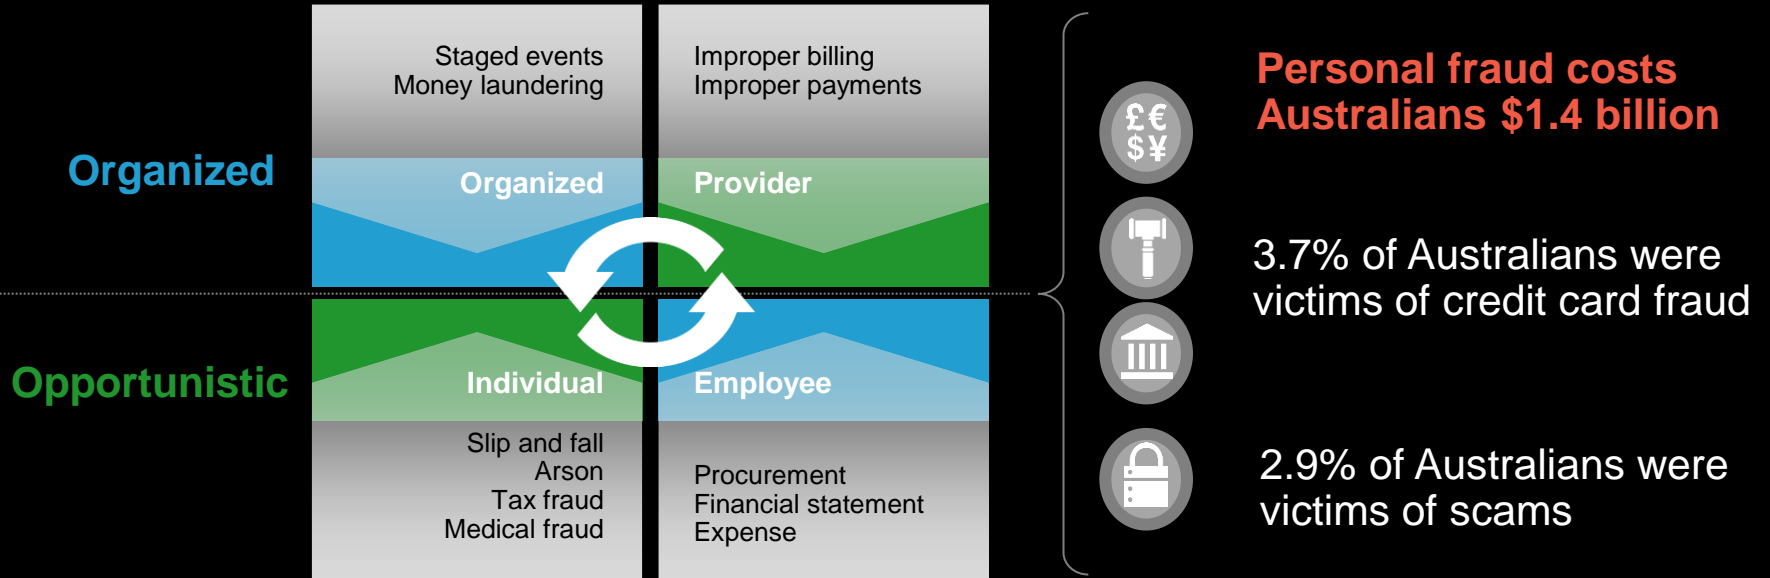 Organized
Staged events
Money laundering
Organized
Improper billing
Improper payments
Provider
Opportunistic
Individual
Slip and fall
Arson
Tax fraud
Medical fraud
Employee
Procurement
Financial statement
Expense
£€
$¥
Personal fraud costs
Australians $1.4 billion
3.7% of Australians were
victims of credit card fraud
2.9% of Australians were
victims of scams